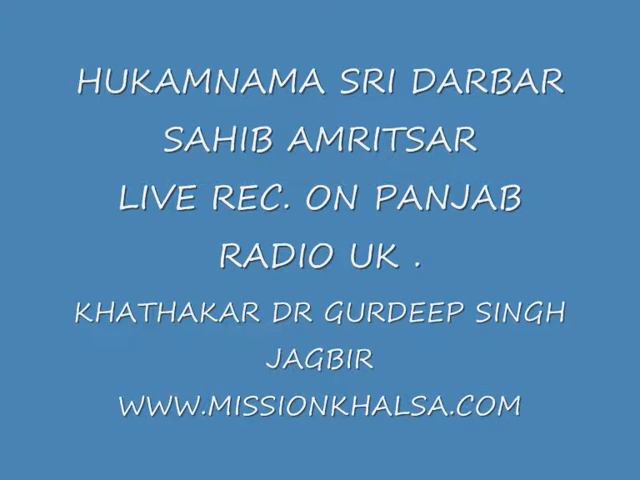 HUKAMNAMA SRI DARBAR
SAHIB AMRITSAR
LIVE REC. ON PANJAB
RADIO UK .
KHATHAKAR DR GURDEEP SINGH
JAGBIR
WWW.MISSIONKHALSA.COM